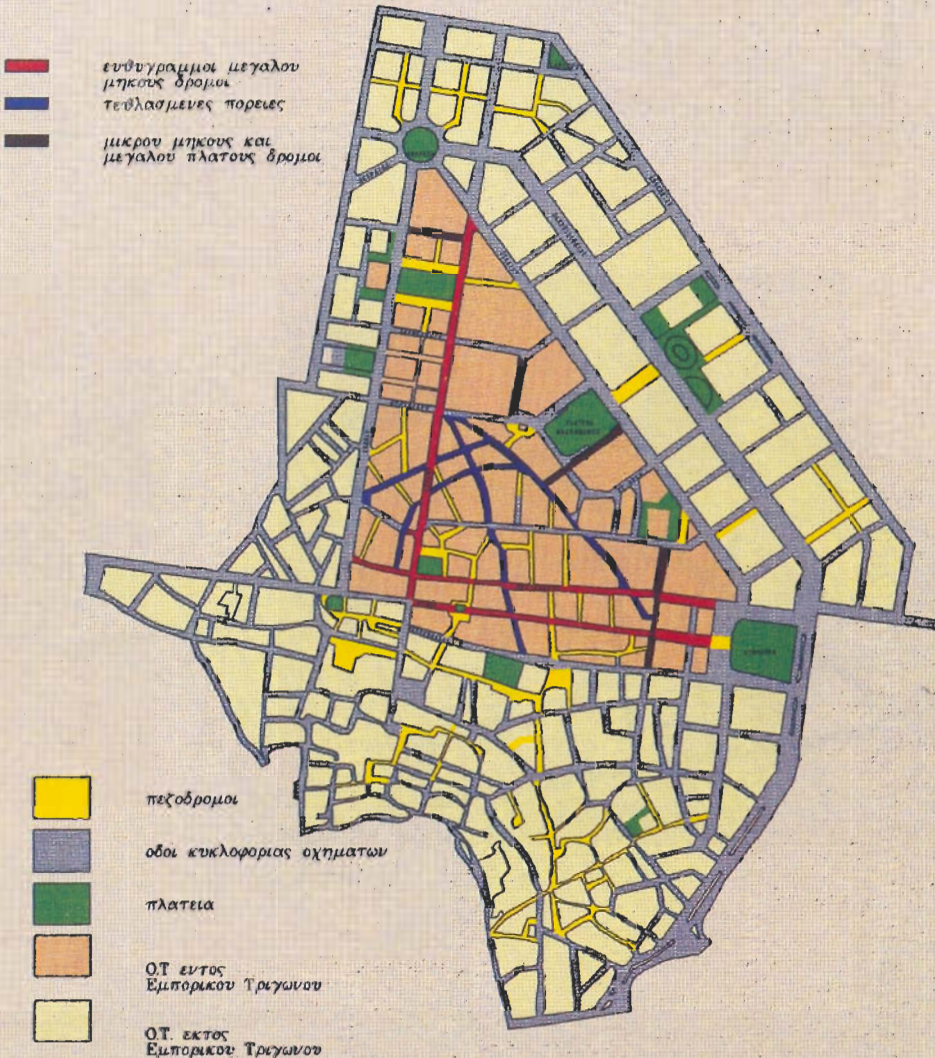 ευθυγραμμοι μεγαλου
μηκους δρομοι
τεθλασμενες πορειες
μικρου μηκους και
μεγαλου πλατους δρομοι
πεζοδρομοι
οδοι κυκλοφοριας οχηματων
πλατεια
Ο.Τ εντος
Εμπορικου Τριγωνου
Ο.Τ. εκτος
Εμπορικου Τριγωνου